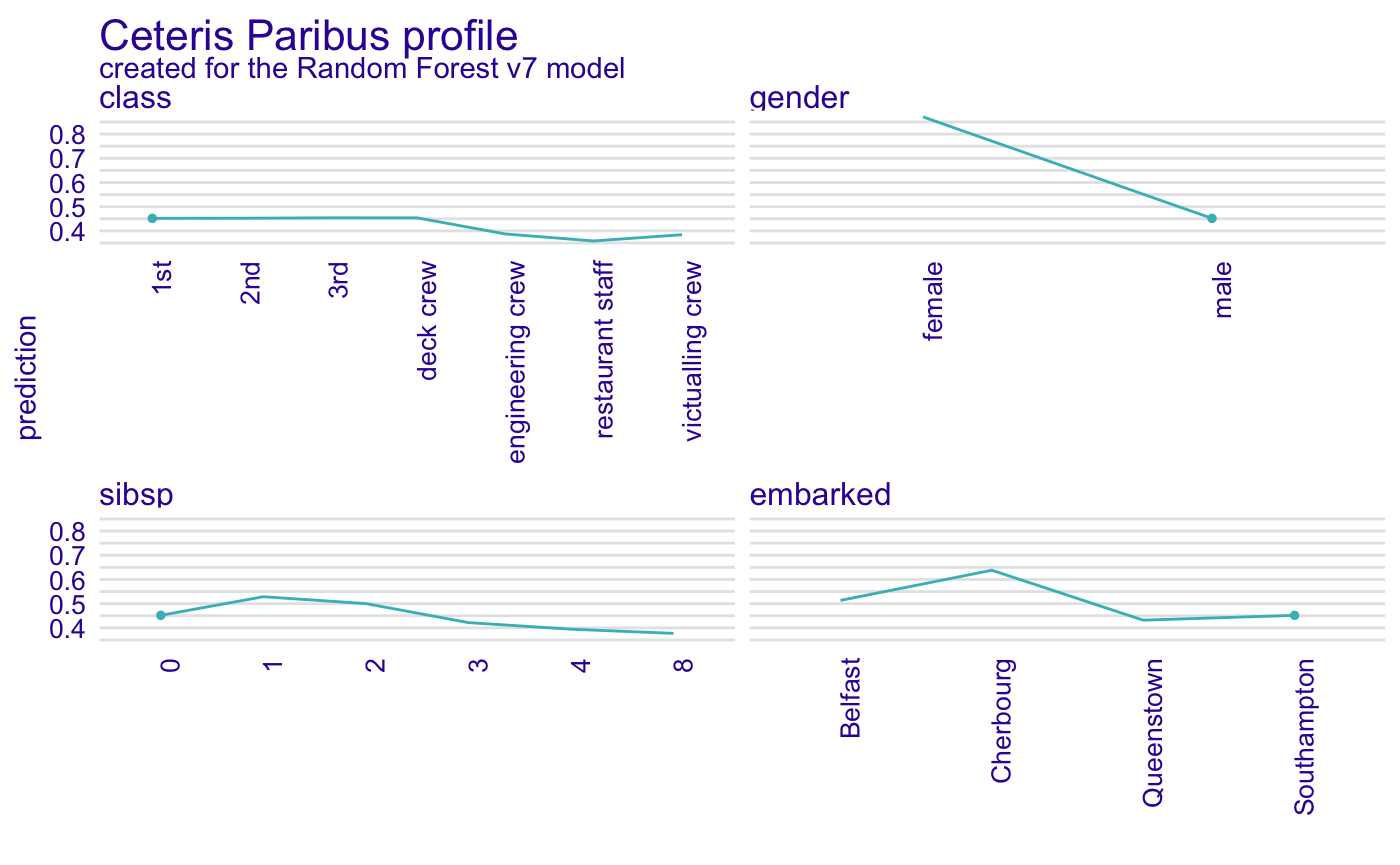 Ceteris Paribus profile
created for the Random Forest v7 model
class
gender
0.8
0.7
0.6
0.5
0.4
1st
2nd
3rd
deck crew
engineering crew
restaurant staff
victualling crew
female
male
prediction
sibsp
embarked
0.8
0.7
0.6
0.5
0.4
0
1
2
3
4
8
Belfast
Cherbourg
Queenstown
Southampton